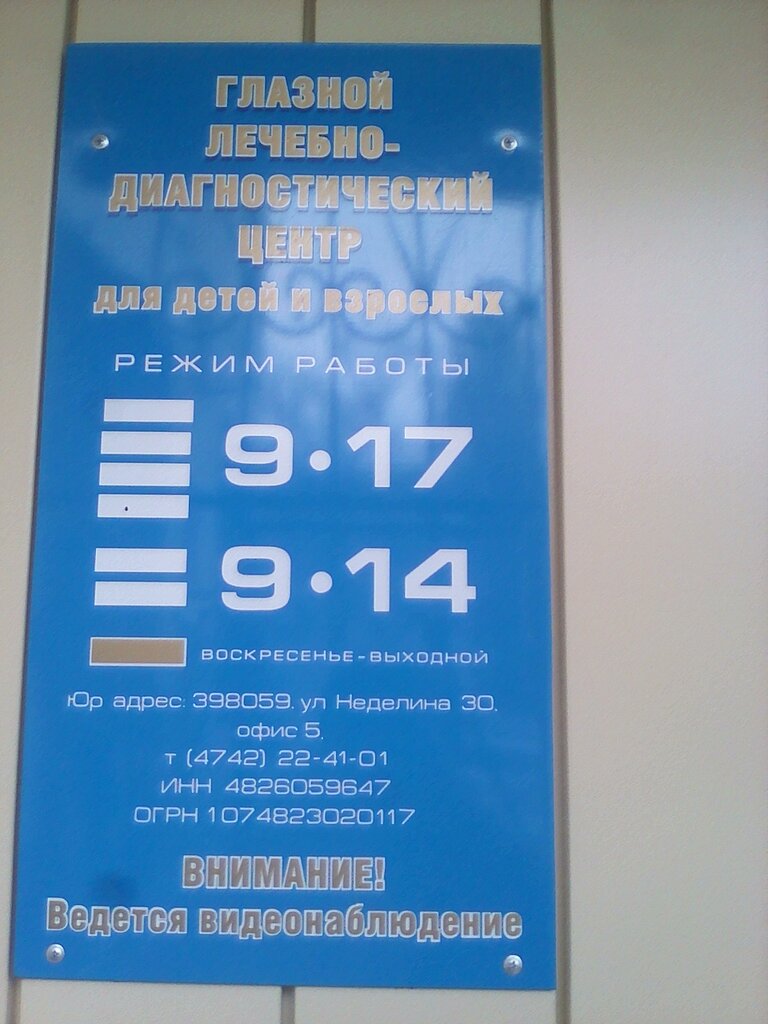 ГЛАЗНОЙ
ЛЕЧЕБНО-
ДИАГНОСТИЧЕСКИЙ
ЦЕНТР
для детей и взрослых
РЕЖИМ РАБОТЫ
9•17
9•14
ВОСКРЕСЕНЬЕ-ВЫХОДНОЙ
Юр адрес: 398059, ул Неделина 30,
офис 5,
т (4742) 22-41-01
ИНН 4826059647
ОГРН 1074823020117
ВНИМАНИЕ!
Ведется видеонаблюдение